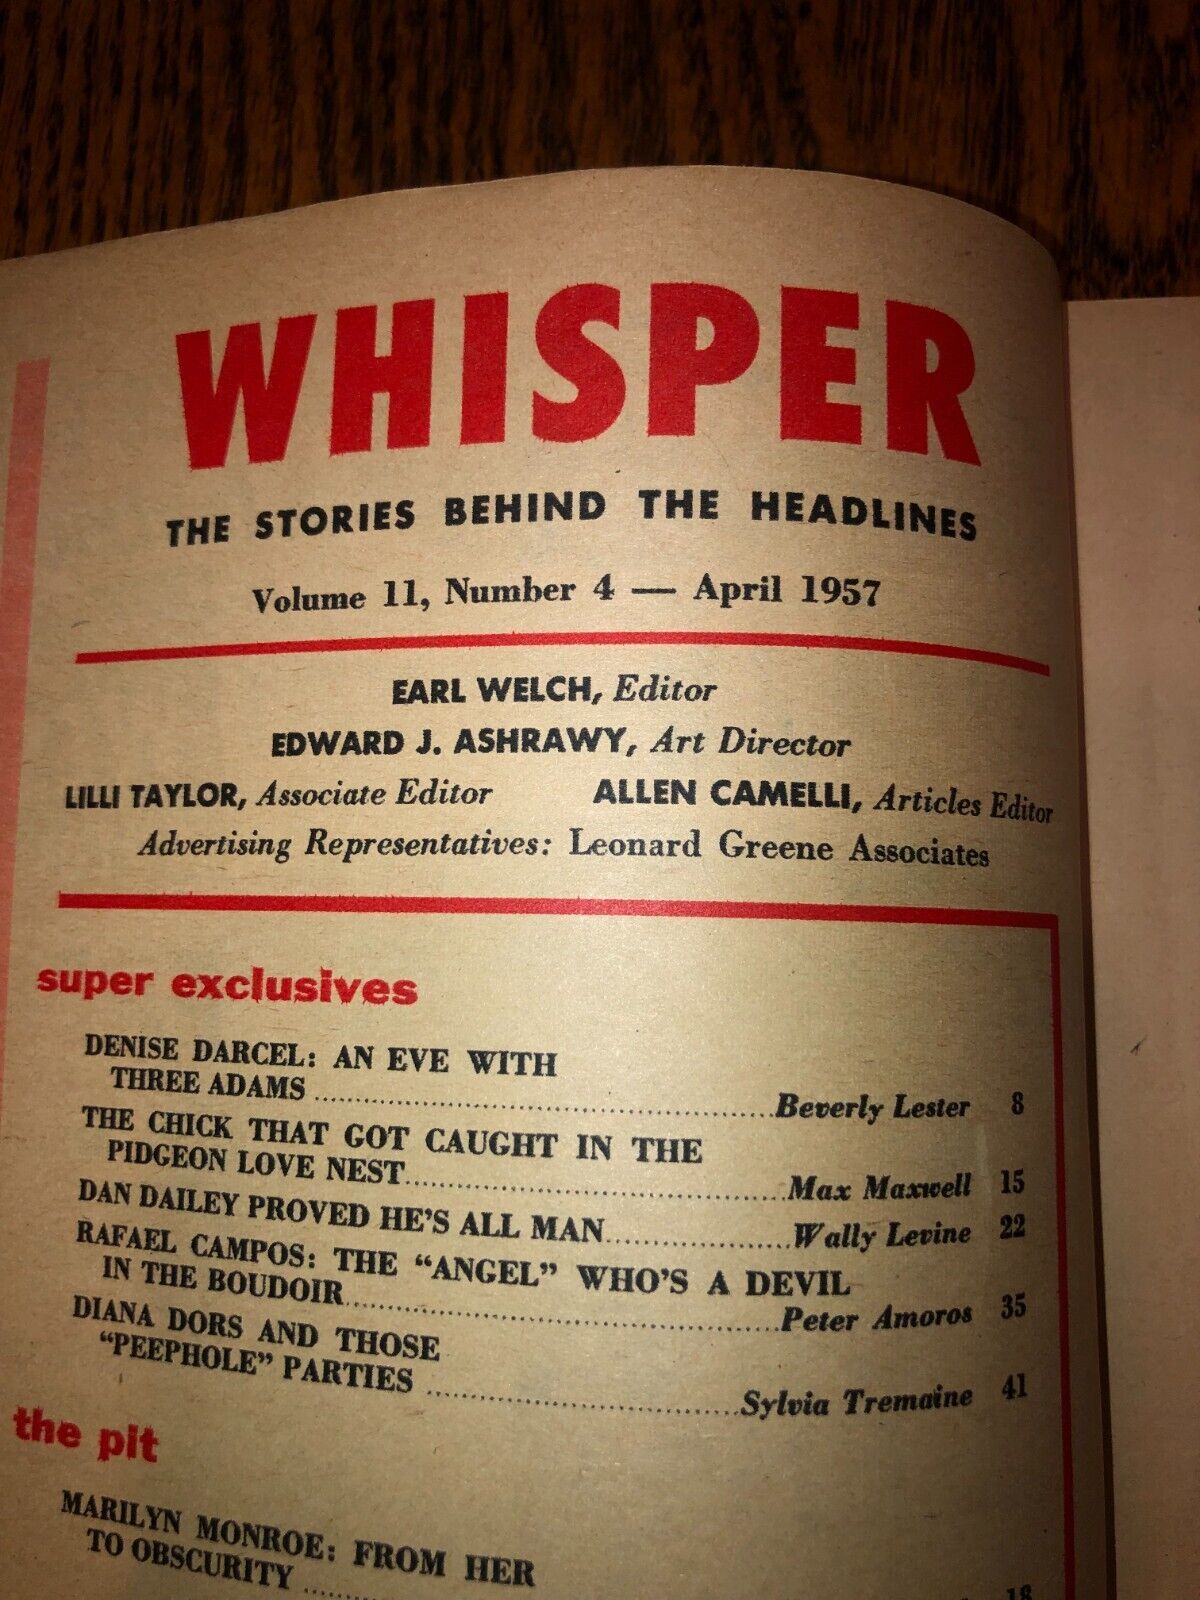 WHISPER
THE STORIES BEHIND THE HEADLINES
Volume 11, Number 4 — April 1957
EARL WELCH, Editor
EDWARD J. ASHRAWY, Art Director
LILLI TAYLOR, Associate Editor ALLEN CAMELLI, Articles Editor
Advertising Representatives: Leonard Greene Associates
super exclusives
DENISE DARCEL: AN EVE WITH
THREE ADAMS ........ Beverly Lester 8
THE CHICK THAT GOT CAUGHT IN THE
PIDGEON LOVE NEST ........ Max Maxwell 15
DAN DAILEY PROVED HE'S ALL MAN ........ Wally Levine 22
RAFAEL CAMPOS: THE “ANGEL” WHO'S A DEVIL
IN THE BOUDOIR ........ Peter Amoros 35
DIANA DORS AND THOSE
“PEEPHOLE” PARTIES ........ Sylvia Tremaine 41
the pit
MARILYN MONROE: FROM HER
TO OBSCURITY ........ 18